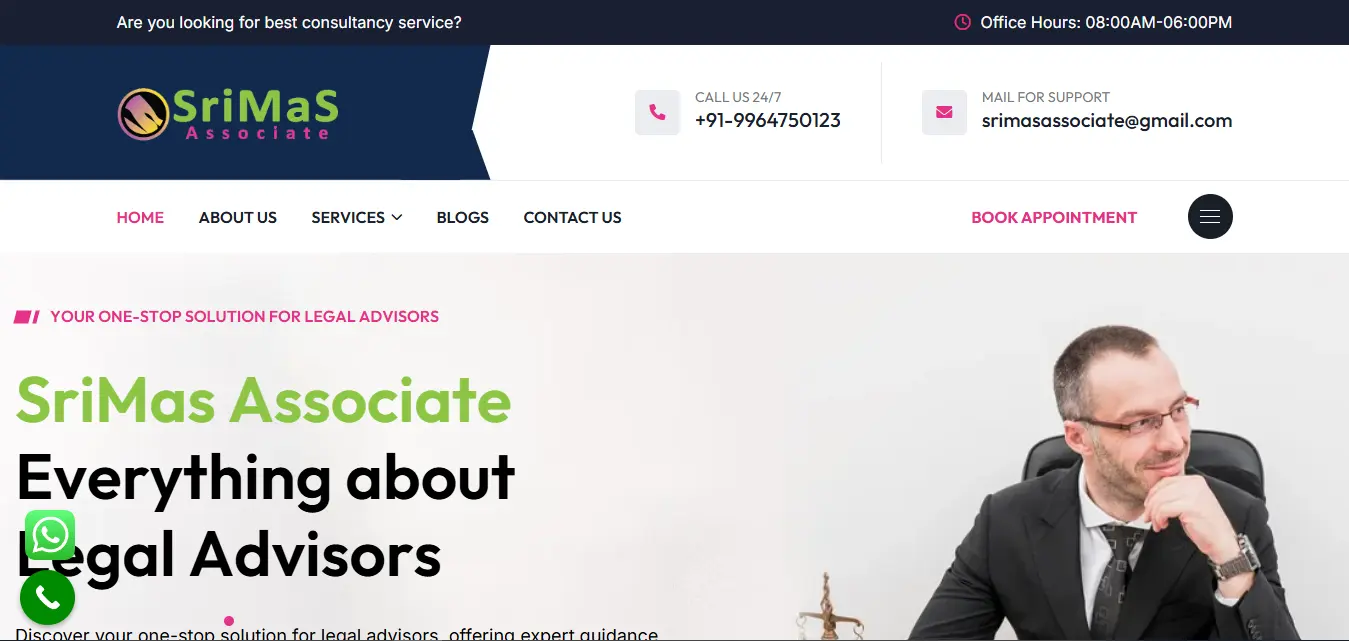 Are you looking for best consultancy service?
Office Hours: 08:00AM-06:00PM
SriMaS
Associate
CALL US 24/7
+91-9964750123
MAIL FOR SUPPORT
srimasassociate@gmail.com
HOME ABOUT US SERVICES BLOGS CONTACT US
BOOK APPOINTMENT
YOUR ONE-STOP SOLUTION FOR LEGAL ADVISORS
SriMas Associate
Everything about
Legal Advisors
Discover your one-stop solution for legal advisors, offering expert guidance